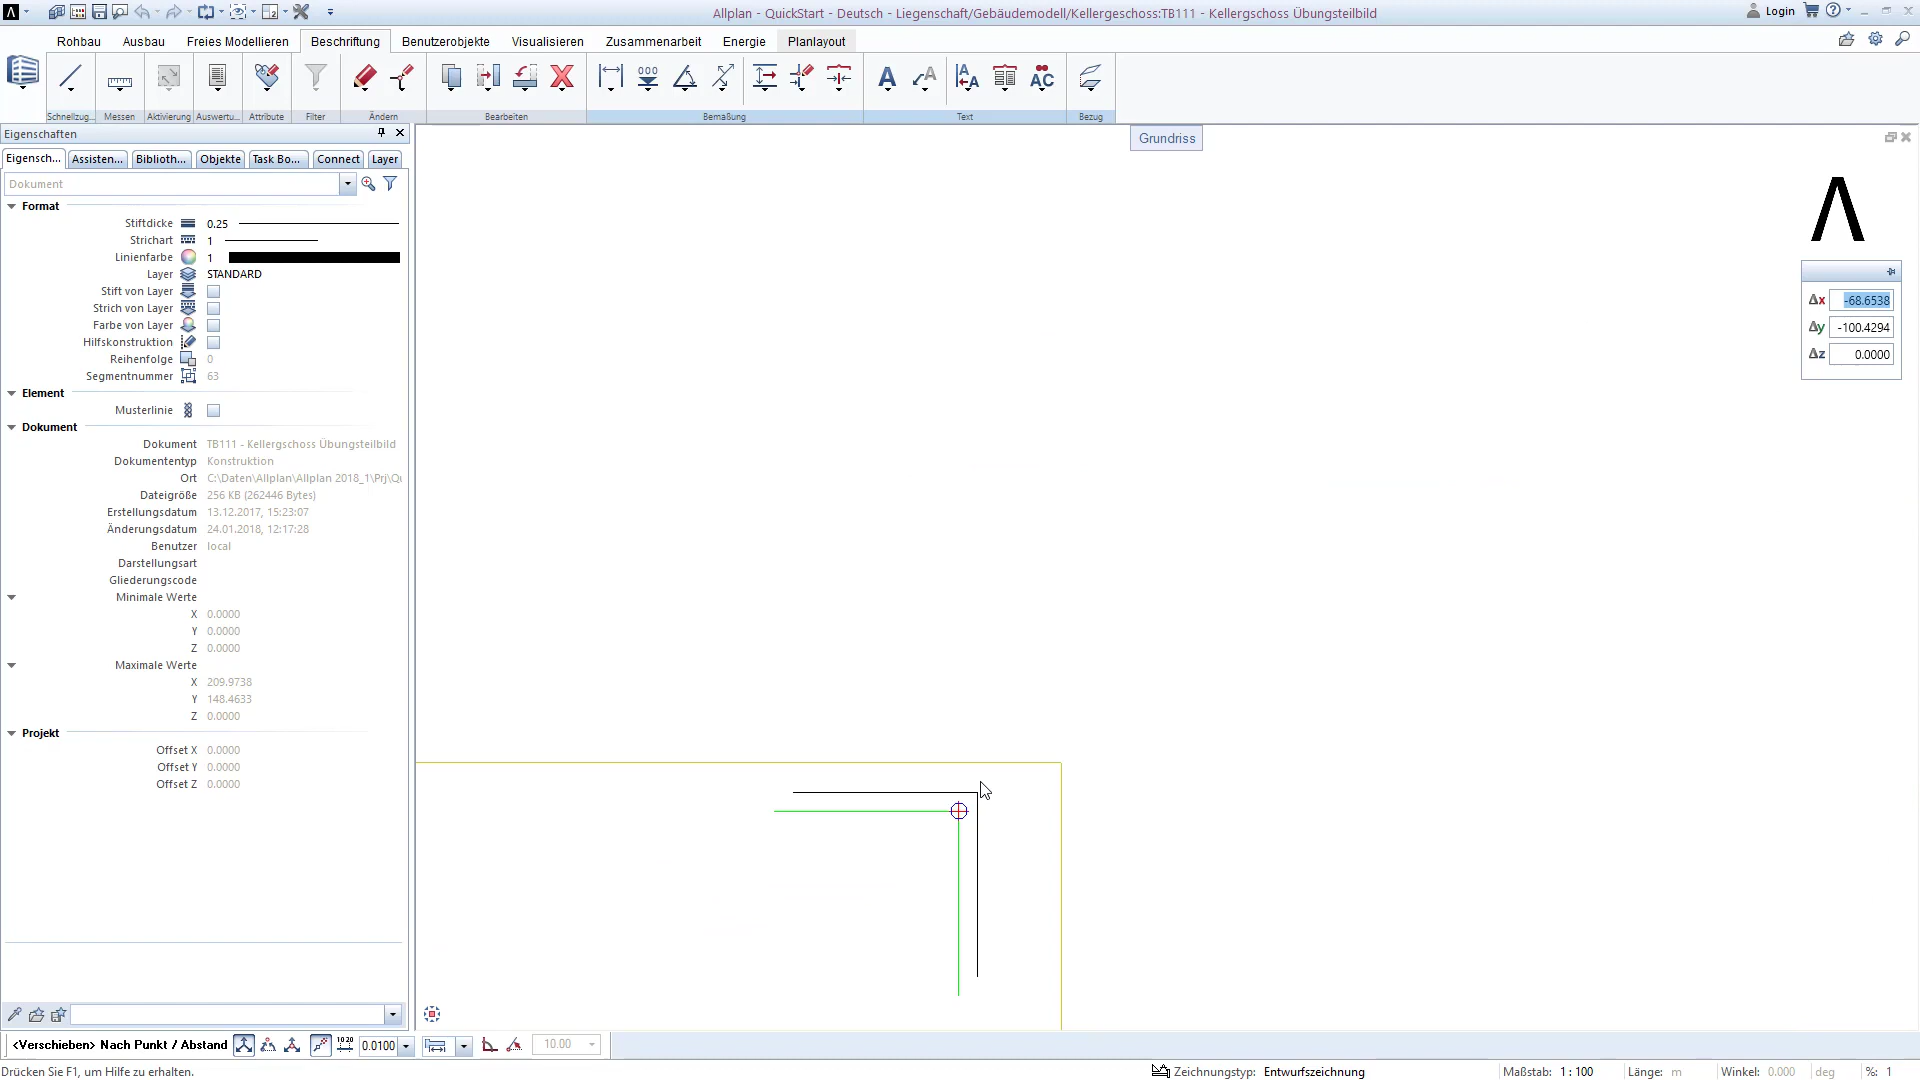 Allplan - QuickStart - Deutsch - Liegenschaft/Gebäudemodell/Kellergeschoss:TB111 - Kellergschoss Übungsteilbild
Login
Rohbau Ausbau Freies Modellieren Beschriftung Benutzerobjekte Visualisieren Zusammenarbeit Energie Planlayout
Schnellzug... Messen Aktivierung Auswertu... Attribute Filter Ändern Bearbeiten Bemaßung Text Bezug
Eigenschaften
Eigensch... Assisten... Biblioth... Objekte Task Bo... Connect Layer
Dokument
Format
Stiftdicke 0.25
Strichart 1
Linienfarbe 1
Layer STANDARD
Stift von Layer
Strich von Layer
Farbe von Layer
Hilfskonstruktion
Reihenfolge 0
Segmentnummer 63
Element
Musterlinie
Dokument
Dokument TB111 - Kellergschoss Übungsteilbild
Dokumententyp Konstruktion
Ort C:\Daten\Allplan\Allplan 2018_1\Prj\Qu
Dateigröße 256 KB (262446 Bytes)
Erstellungsdatum 13.12.2017, 15:23:07
Änderungsdatum 24.01.2018, 12:17:28
Benutzer local
Darstellungsart
Gliederungscode
Minimale Werte
X 0.0000
Y 0.0000
Z 0.0000
Maximale Werte
X 209.9738
Y 148.4633
Z 0.0000
Projekt
Offset X 0.0000
Offset Y 0.0000
Offset Z 0.0000
Grundriss
Δx -68.6538
Δy -100.4294
Δz 0.0000
<Verschieben> Nach Punkt / Abstand 0.0100 10.00
Drücken Sie F1, um Hilfe zu erhalten. Zeichnungstyp: Entwurfszeichnung Maßstab: 1 : 100 Länge: m Winkel: 0.000 deg %: 1